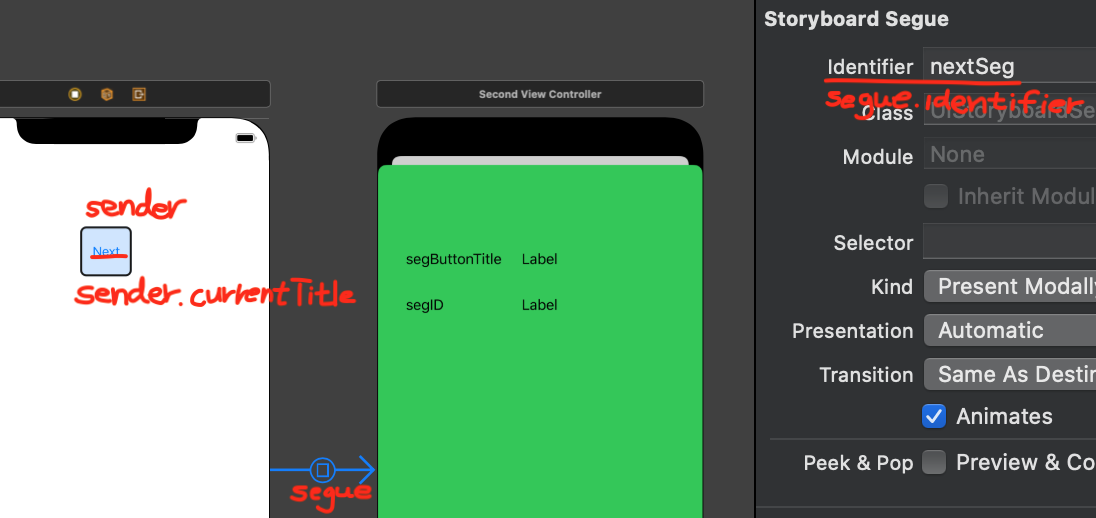 Storyboard Segue
Identifier nextSeg
segue.identifier
Class UIStoryboardSe
Module None
Inherit Modul
Selector
Kind Present Modally
Presentation Automatic
Transition Same As Destin
Animates
Peek & Pop Preview & Co
Second View Controller
sender
Next
sender.currentTitle
segButtonTitle Label
segID Label
segue